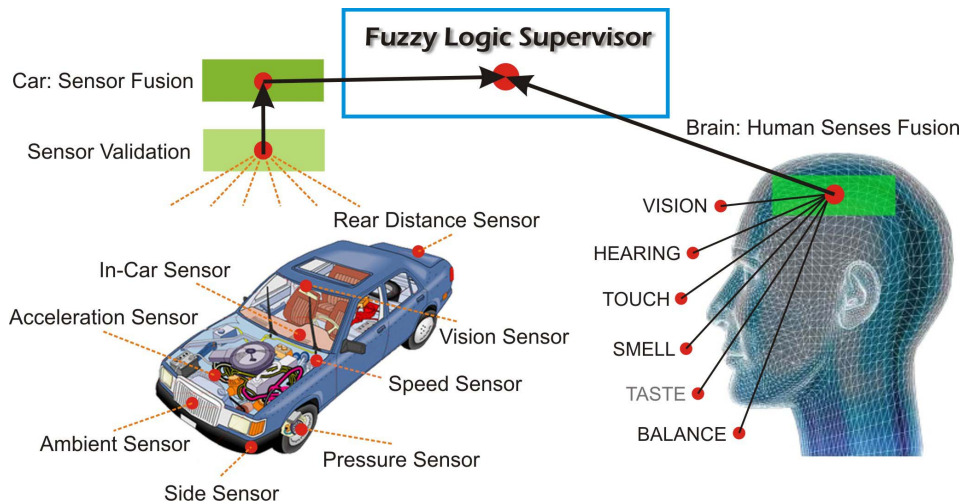 Fuzzy Logic Supervisor
Car: Sensor Fusion
Sensor Validation
Brain: Human Senses Fusion
Rear Distance Sensor
In-Car Sensor
Acceleration Sensor
Vision Sensor
Speed Sensor
Ambient Sensor
Pressure Sensor
Side Sensor
VISION
HEARING
TOUCH
SMELL
TASTE
BALANCE